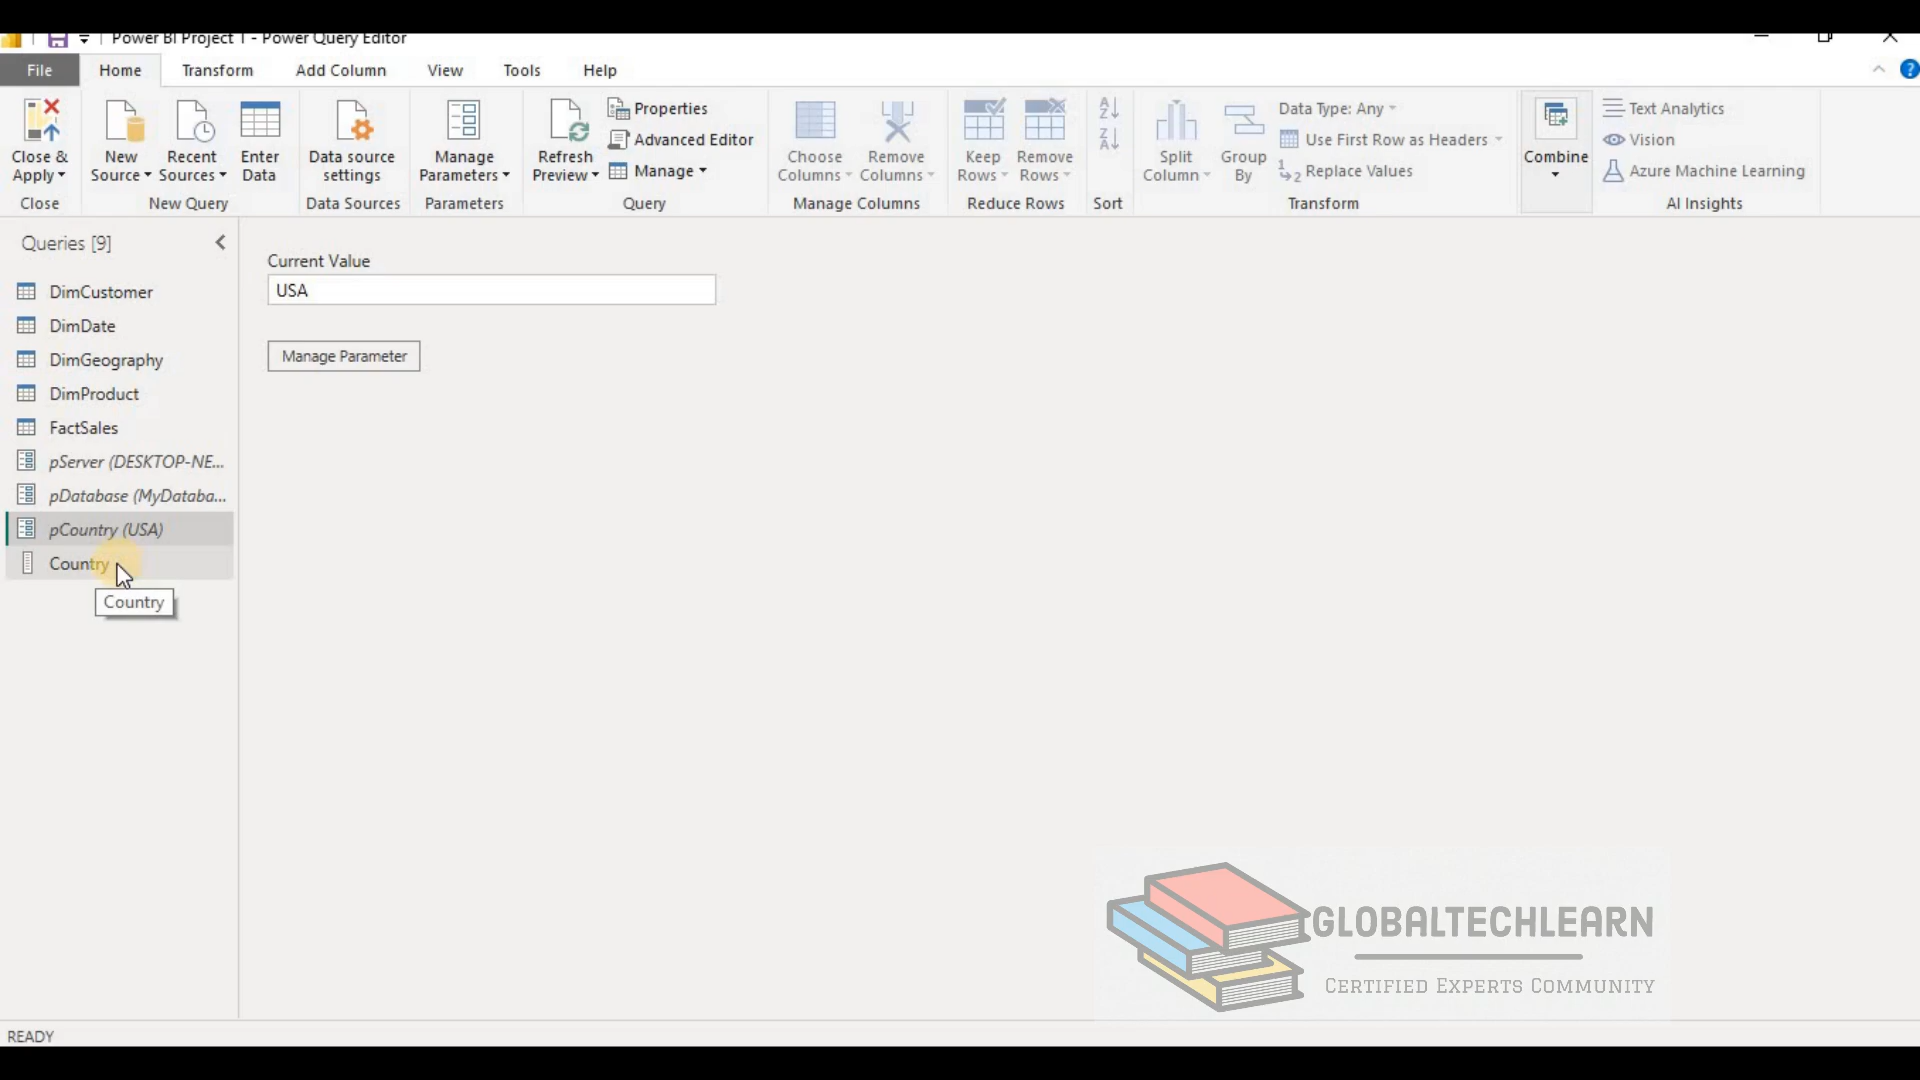 Power BI Project 1 - Power Query Editor
File Home Transform Add Column View Tools Help
Close & Apply
Close
New Source
Recent Sources
Enter Data
New Query
Data source settings
Data Sources
Manage Parameters
Parameters
Refresh Preview
Properties
Advanced Editor
Manage
Query
Choose Columns
Remove Columns
Manage Columns
Keep Rows
Remove Rows
Reduce Rows
Sort
Split Column
Group By
Data Type: Any
Use First Row as Headers
Replace Values
Transform
Combine
Text Analytics
Vision
Azure Machine Learning
AI Insights
Queries [9]
DimCustomer
DimDate
DimGeography
DimProduct
FactSales
pServer (DESKTOP-NE...
pDatabase (MyDataba...
pCountry (USA)
Country
Country
Current Value
USA
Manage Parameter
GLOBALTECHLEARN
CERTIFIED EXPERTS COMMUNITY
READY